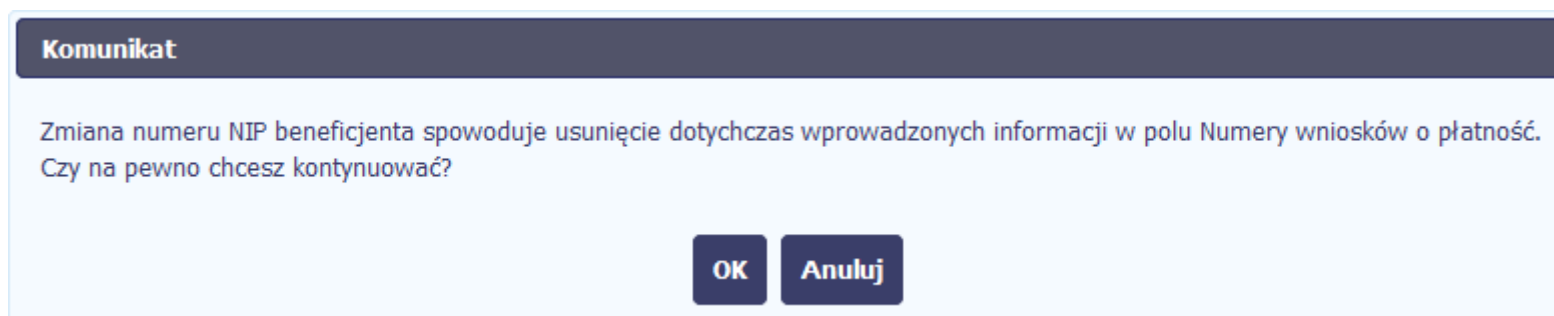 Komunikat
Zmiana numeru NIP beneficjenta spowoduje usunięcie dotychczas wprowadzonych informacji w polu Numery wniosków o płatność.
Czy na pewno chcesz kontynuować?
OK Anuluj